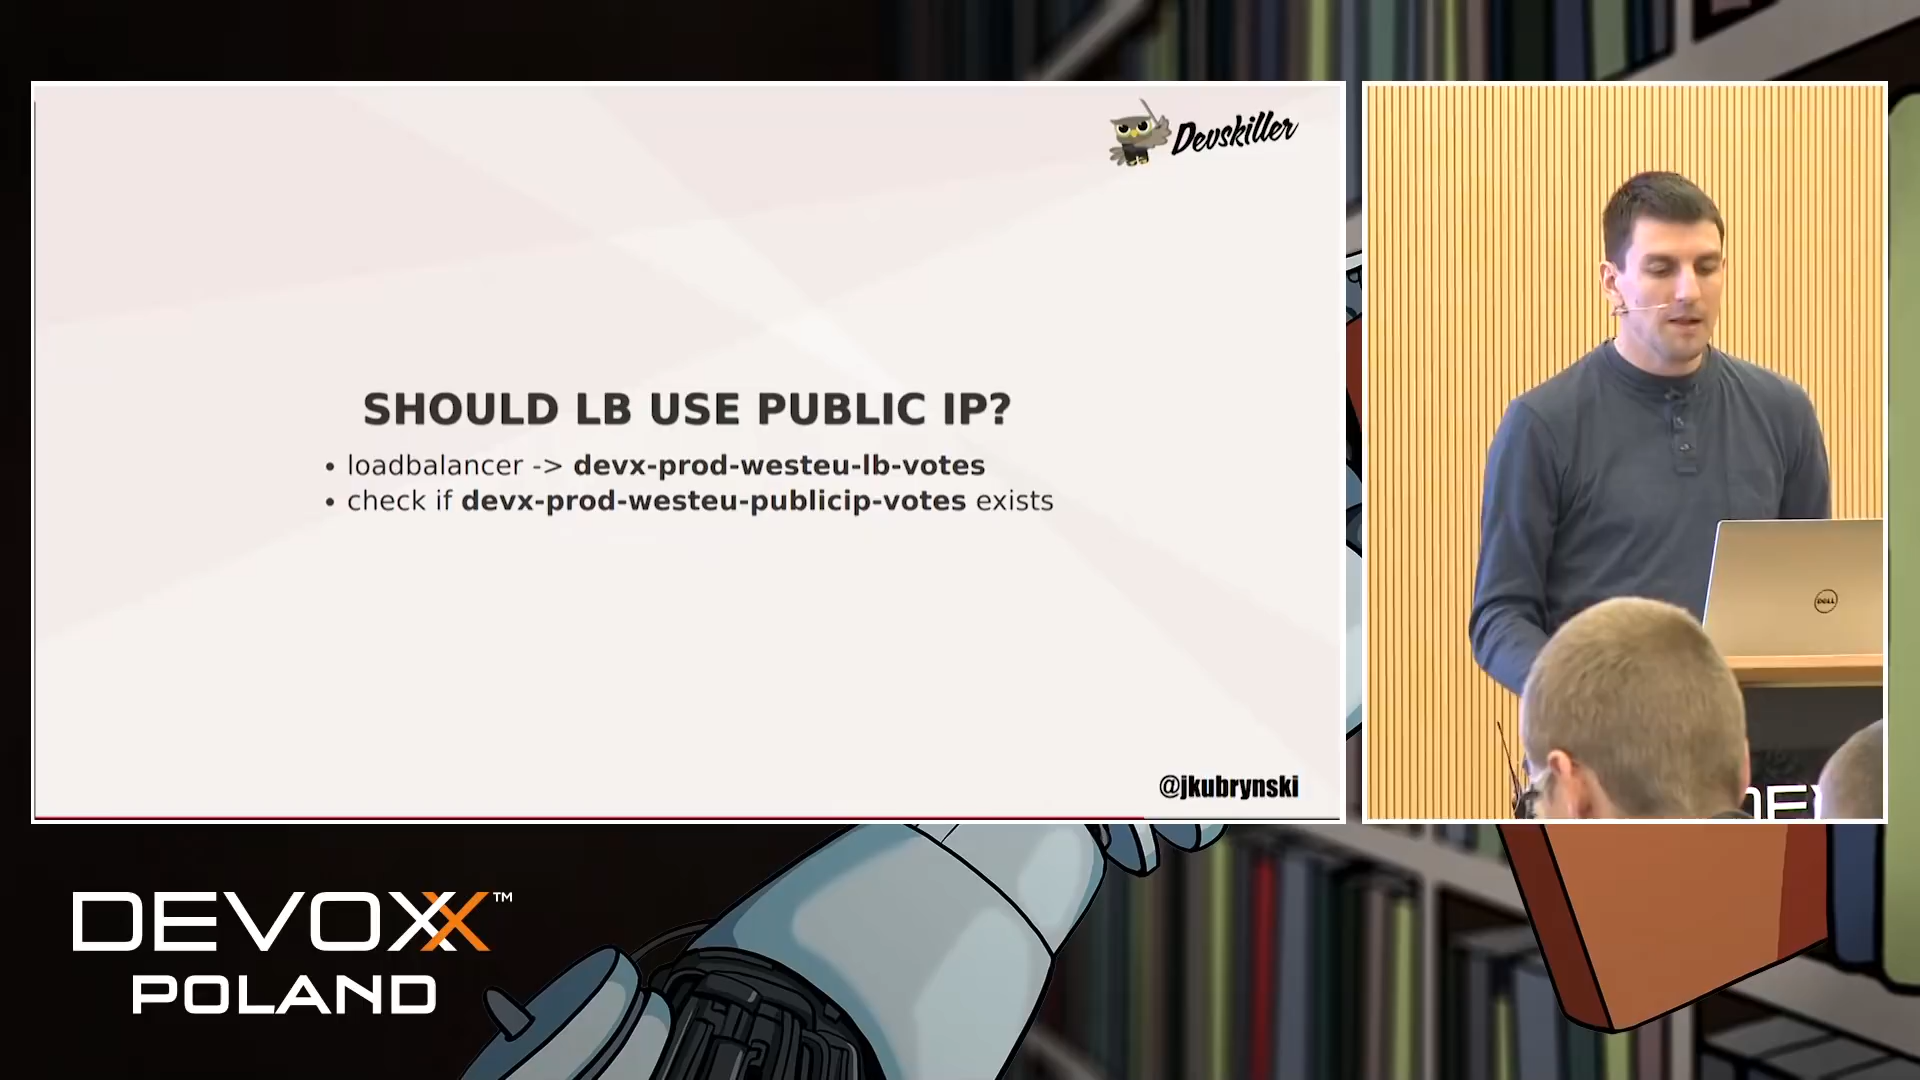 Devskiller
SHOULD LB USE PUBLIC IP?
• loadbalancer -> devx-prod-westeu-lb-votes
• check if devx-prod-westeu-publicip-votes exists
@jkubrynski
DELL
DEVOXX™
POLAND